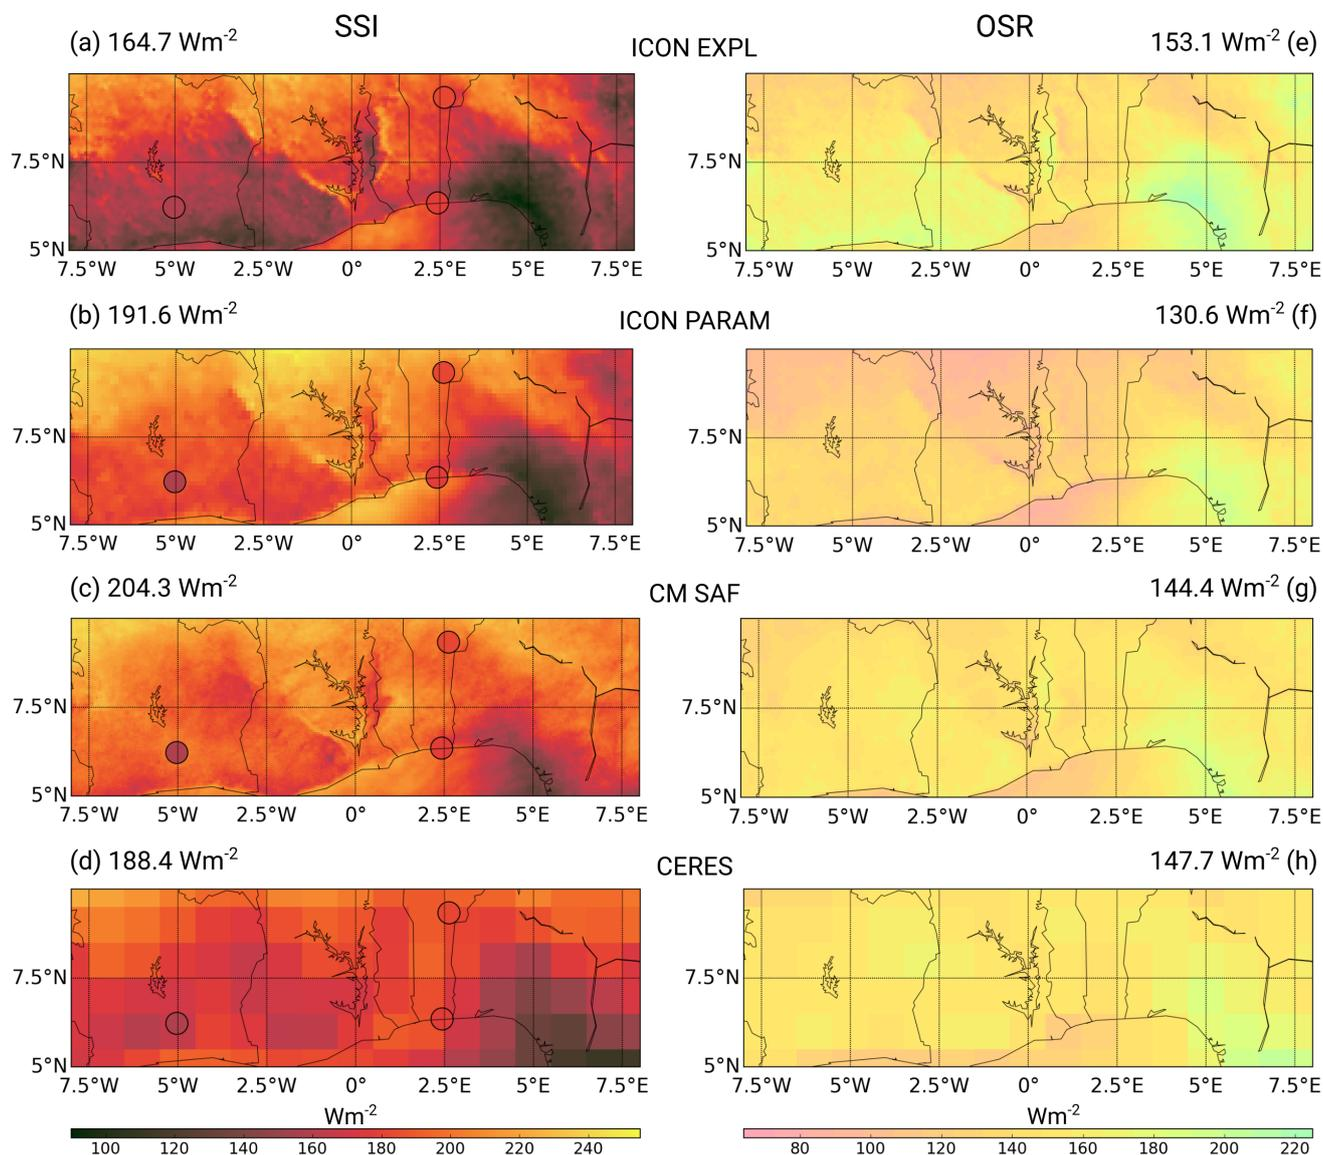 SSI OSR
(a) 164.7 Wm-2 ICON EXPL 153.1 Wm-2 (e)
7.5°N 7.5°N
5°N 5°N
7.5°W 5°W 2.5°W 0° 2.5°E 5°E 7.5°E 7.5°W 5°W 2.5°W 0° 2.5°E 5°E 7.5°E
(b) 191.6 Wm-2 ICON PARAM 130.6 Wm-2 (f)
7.5°N 7.5°N
5°N 5°N
7.5°W 5°W 2.5°W 0° 2.5°E 5°E 7.5°E 7.5°W 5°W 2.5°W 0° 2.5°E 5°E 7.5°E
(c) 204.3 Wm-2 CM SAF 144.4 Wm-2 (g)
7.5°N 7.5°N
5°N 5°N
7.5°W 5°W 2.5°W 0° 2.5°E 5°E 7.5°E 7.5°W 5°W 2.5°W 0° 2.5°E 5°E 7.5°E
(d) 188.4 Wm-2 CERES 147.7 Wm-2 (h)
7.5°N 7.5°N
5°N 5°N
7.5°W 5°W 2.5°W 0° 2.5°E 5°E 7.5°E 7.5°W 5°W 2.5°W 0° 2.5°E 5°E 7.5°E
Wm-2 Wm-2
100 120 140 160 180 200 220 240 80 100 120 140 160 180 200 220